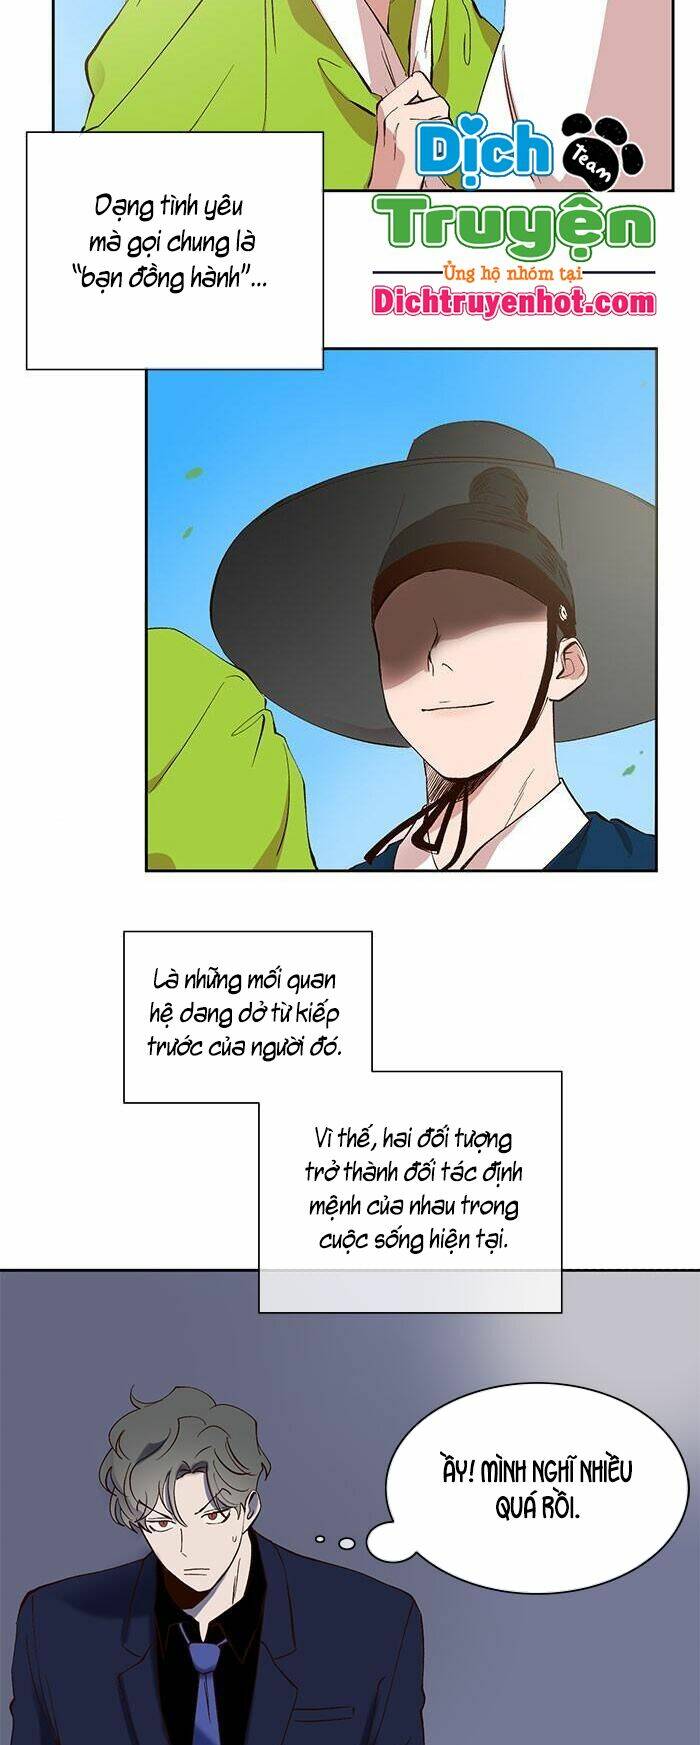 Dạng tình yêu
mà gọi chung là
"bạn đồng hành"...
Dịch
Team
Truyện
Ủng hộ nhóm tại
Dichtruyenhot.com
Là những mối quan
hệ dang dở từ kiếp
trước của người đó.
Vì thế, hai đối tượng
trở thành đối tác định
mệnh của nhau trong
cuộc sống hiện tại.
ẦY! MÌNH NGHĨ NHIỀU
QUÁ RỒI.